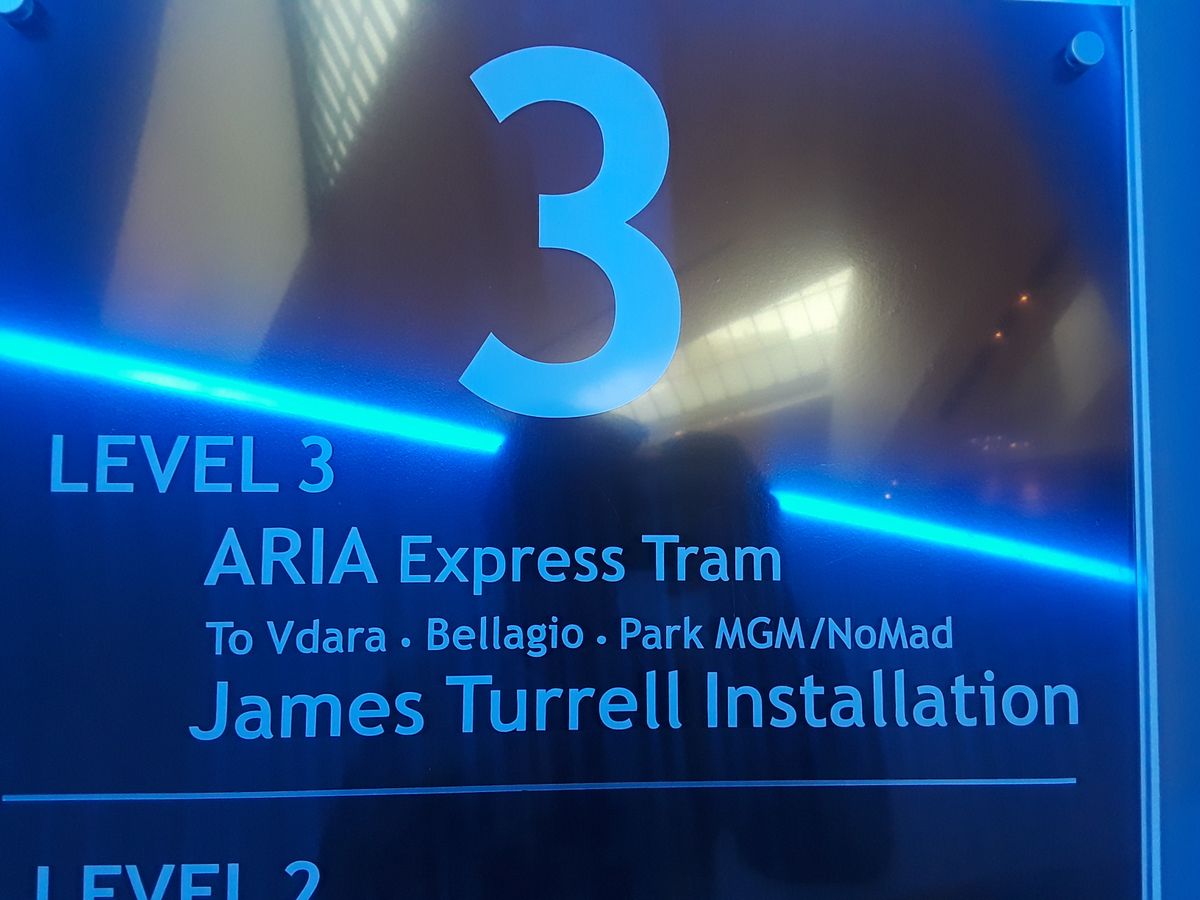 3
LEVEL 3
ARIA Express Tram
To Vdara • Bellagio • Park MGM/NoMad
James Turrell Installation
LEVEL 2